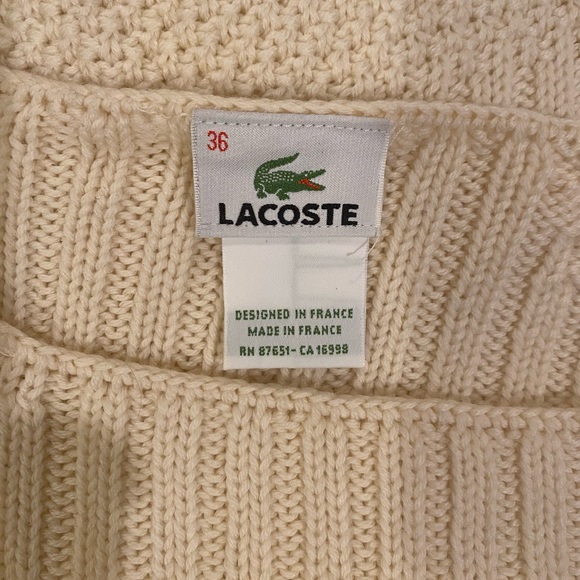 36
LACOSTE
DESIGNED IN FRANCE
MADE IN FRANCE
RN 87651- CA 16998